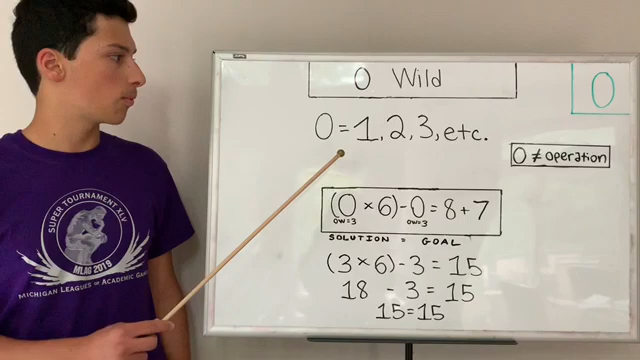 0 Wild
0
0 = 1, 2, 3, etc.
0 ≠ operation
(0 × 6) - 0 = 8 + 7
ow=3 ow=3
SOLUTION = GOAL
(3 × 6) - 3 = 15
18 - 3 = 15
15 = 15
SUPER TOURNAMENT XLV
MLAG 2019
MICHIGAN LEAGUES OF ACADEMIC GAMES